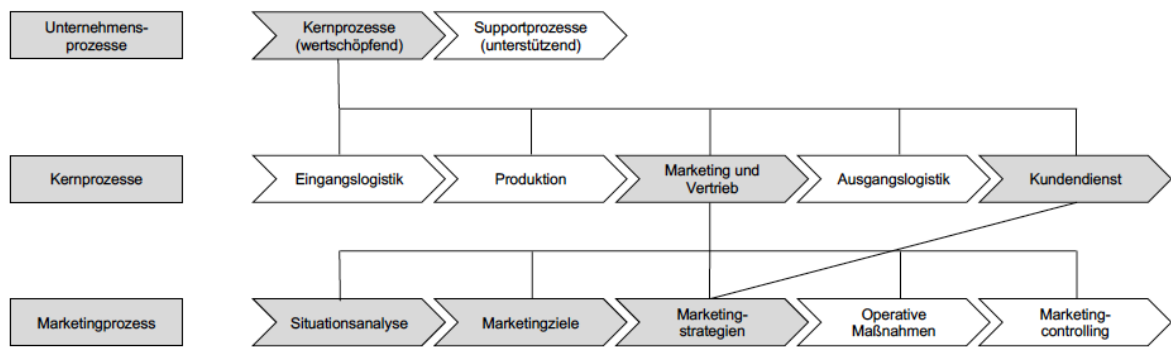 Unternehmens-
prozesse
Kernprozesse
(wertschöpfend)
Supportprozesse
(unterstützend)
Kernprozesse
Eingangslogistik
Produktion
Marketing und
Vertrieb
Ausgangslogistik
Kundendienst
Marketingprozess
Situationsanalyse
Marketingziele
Marketing-
strategien
Operative
Maßnahmen
Marketing-
controlling